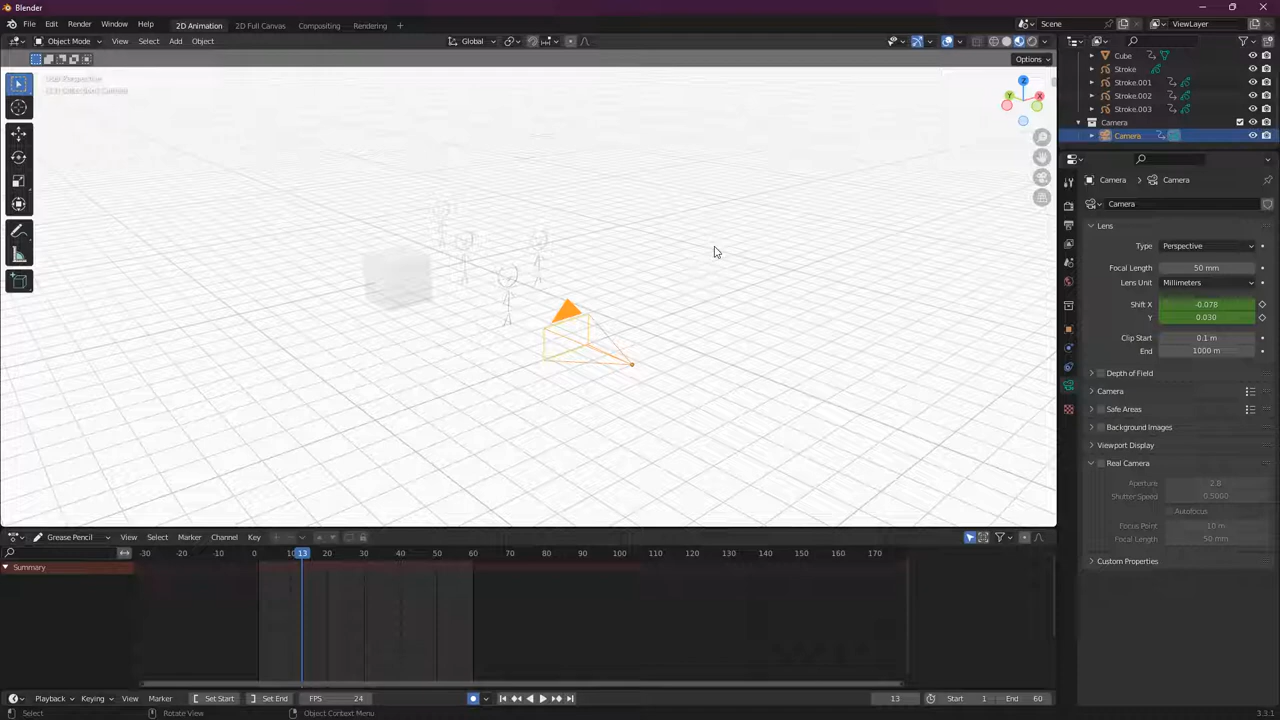 Blender
File Edit Render Window Help 2D Animation 2D Full Canvas Compositing Rendering + Scene ViewLayer
Object Mode View Select Add Object Global
Options
User Perspective
(13) Collection | Camera
Z
Y X
Cube
Stroke
Stroke.001
Stroke.002
Stroke.003
Camera
Camera
Camera > Camera
Camera
Lens
Type Perspective
Focal Length 50 mm
Lens Unit Millimeters
Shift X -0.078
Y 0.030
Clip Start 0.1 m
End 1000 m
Depth of Field
Camera
Safe Areas
Background Images
Viewport Display
Real Camera
Aperture 2.8
Shutter Speed 0.5000
Autofocus
Focus Point 10 m
Focal Length 50 mm
Custom Properties
Grease Pencil View Select Marker Channel Key
-30 -20 -10 0 10 13 20 30 40 50 60 70 80 90 100 110 120 130 140 150 160 170
Summary
Playback Keying View Marker Set Start Set End FPS 24 13 Start 1 End 60
Select Rotate View Object Context Menu 3.3.1